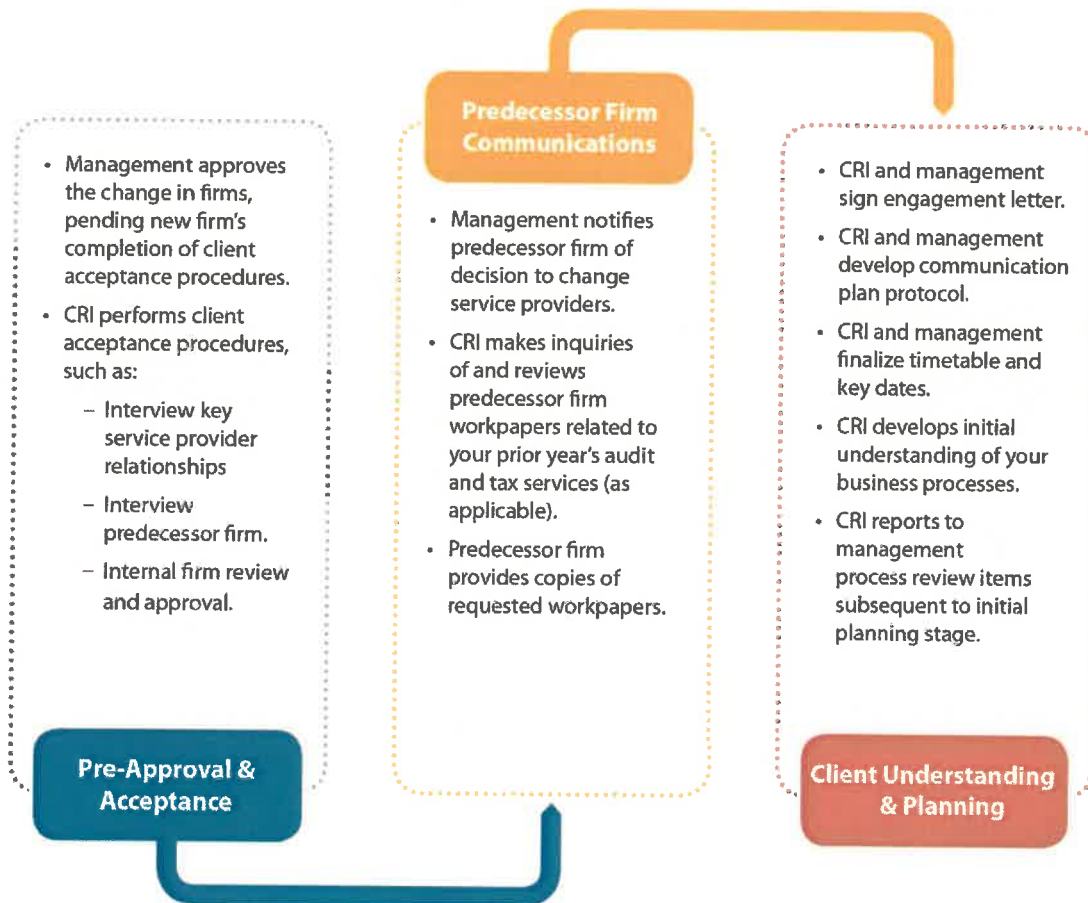 • Management approves
the change in firms,
pending new firm's
completion of client
acceptance procedures.
• CRI performs client
acceptance procedures,
such as:
– Interview key
service provider
relationships
– Interview
predecessor firm.
– Internal firm review
and approval.
Pre-Approval &
Acceptance
Predecessor Firm
Communications
• Management notifies
predecessor firm of
decision to change
service providers.
• CRI makes inquiries
of and reviews
predecessor firm
workpapers related to
your prior year's audit
and tax services (as
applicable).
• Predecessor firm
provides copies of
requested workpapers.
• CRI and management
sign engagement letter.
• CRI and management
develop communication
plan protocol.
• CRI and management
finalize timetable and
key dates.
• CRI develops initial
understanding of your
business processes.
• CRI reports to
management
process review items
subsequent to initial
planning stage.
Client Understanding
& Planning